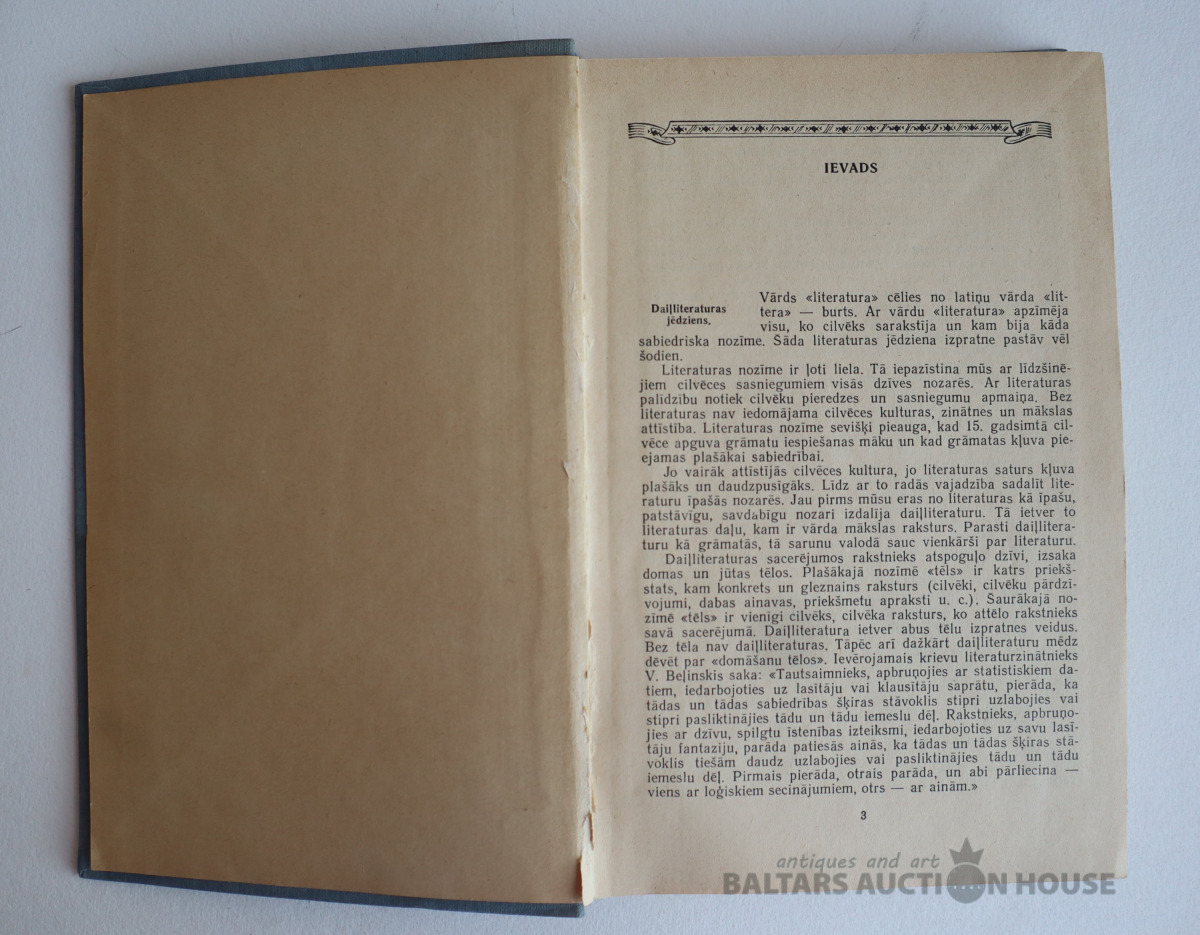 IEVADS
Daiļliteraturas
jēdziens.
Vārds «literatura» cēlies no latiņu vārda «lit-
tera» — burts. Ar vārdu «literatura» apzīmēja
visu, ko cilvēks sarakstīja un kam bija kāda
sabiedriska nozīme. Šāda literaturas jēdziena izpratne pastāv vēl
šodien.
Literaturas nozīme ir ļoti liela. Tā iepazīstina mūs ar līdzšinē-
jiem cilvēces sasniegumiem visās dzīves nozarēs. Ar literaturas
palīdzību notiek cilvēku pieredzes un sasniegumu apmaiņa. Bez
literaturas nav iedomājama cilvēces kulturas, zinātnes un mākslas
attīstība. Literaturas nozīme sevišķi pieauga, kad 15. gadsimtā cil-
vēce apguva grāmatu iespiešanas māku un kad grāmatas kļuva pie-
ejamas plašākai sabiedrībai.
Jo vairāk attīstījās cilvēces kultura, jo literaturas saturs kļuva
plašāks un daudzpusīgāks. Līdz ar to radās vajadzība sadalīt lite-
raturu īpašās nozarēs. Jau pirms mūsu eras no literaturas kā īpašu,
patstāvīgu, savdabīgu nozari izdalīja daiļliteraturu. Tā ietver to
literaturas daļu, kam ir vārda mākslas raksturs. Parasti daiļlitera-
turu kā grāmatās, tā sarunu valodā sauc vienkārši par literaturu.
Daiļliteraturas sacerējumos rakstnieks atspoguļo dzīvi, izsaka
domas un jūtas tēlos. Plašākajā nozīmē «tēls» ir katrs priekš-
stats, kam konkrets un gleznains raksturs (cilvēki, cilvēku pārdzī-
vojumi, dabas ainavas, priekšmetu apraksti u. c.). Šaurākajā no-
zīmē «tēls» ir vienīgi cilvēks, cilvēka raksturs, ko attēlo rakstnieks
savā sacerējumā. Daiļliteratura ietver abus tēlu izpratnes veidus.
Bez tēla nav daiļliteraturas. Tāpēc arī dažkārt daiļliteraturu mēdz
dēvēt par «domāšanu tēlos». Ievērojamais krievu literaturzinātnieks
V. Beļinskis saka: «Tautsaimnieks, apbruņojies ar statistiskiem da-
tiem, iedarbojoties uz lasītāju vai klausītāju saprātu, pierāda, ka
tādas un tādas sabiedrības šķiras stāvoklis stipri uzlabojies vai
stipri pasliktinājies tādu un tādu iemeslu dēļ. Rakstnieks, apbruņo-
jies ar dzīvu, spilgtu īstenības izteiksmi, iedarbojoties uz savu lasī-
tāju fantaziju, parāda patiesās ainās, ka tādas un tādas šķiras stā-
voklis tiešām daudz uzlabojies vai pasliktinājies tādu un tādu
iemeslu dēļ. Pirmais pierāda, otrais parāda, un abi pārliecina —
viens ar loģiskiem secinājumiem, otrs — ar ainām.»
3
antiques and art
BALTARS AUCTION HOUSE